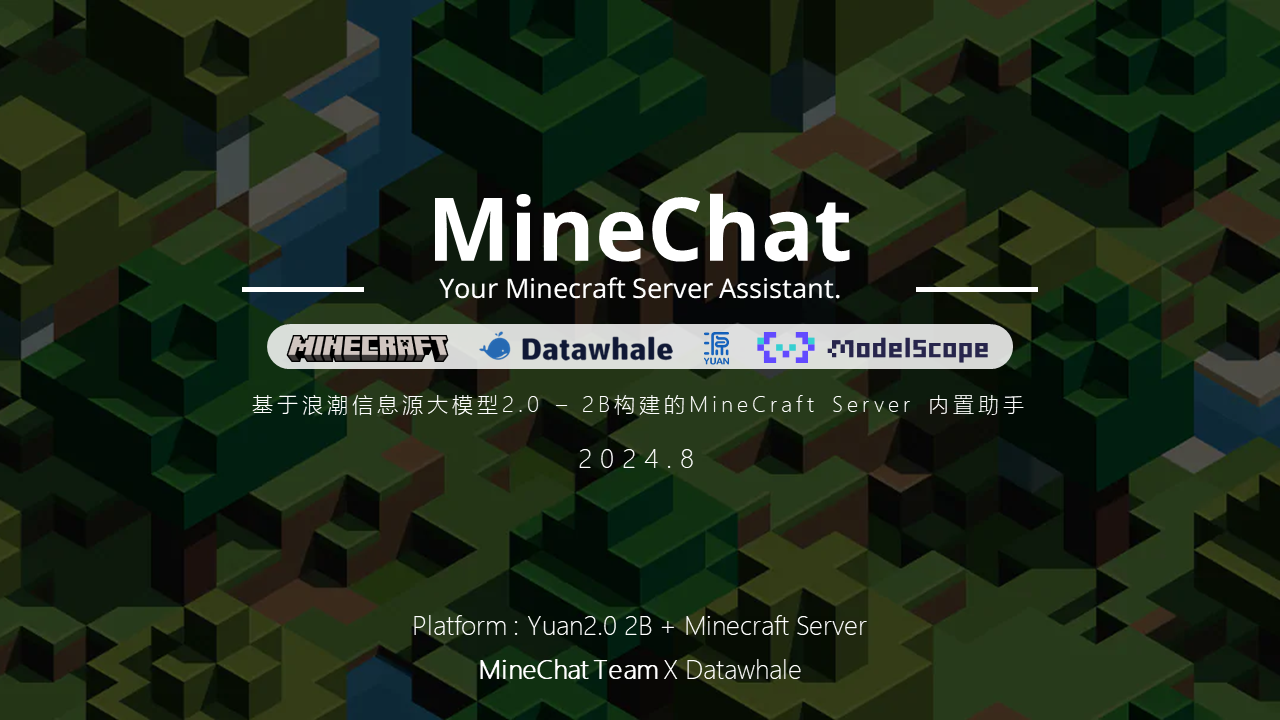 MineChat
Your Minecraft Server Assistant.
MINECRAFT Datawhale 源 YUAN ModelScope
基于浪潮信息源大模型2.0 – 2B构建的MineCraft Server 内置助手
2024.8
Platform : Yuan2.0 2B + Minecraft Server
MineChat Team X Datawhale